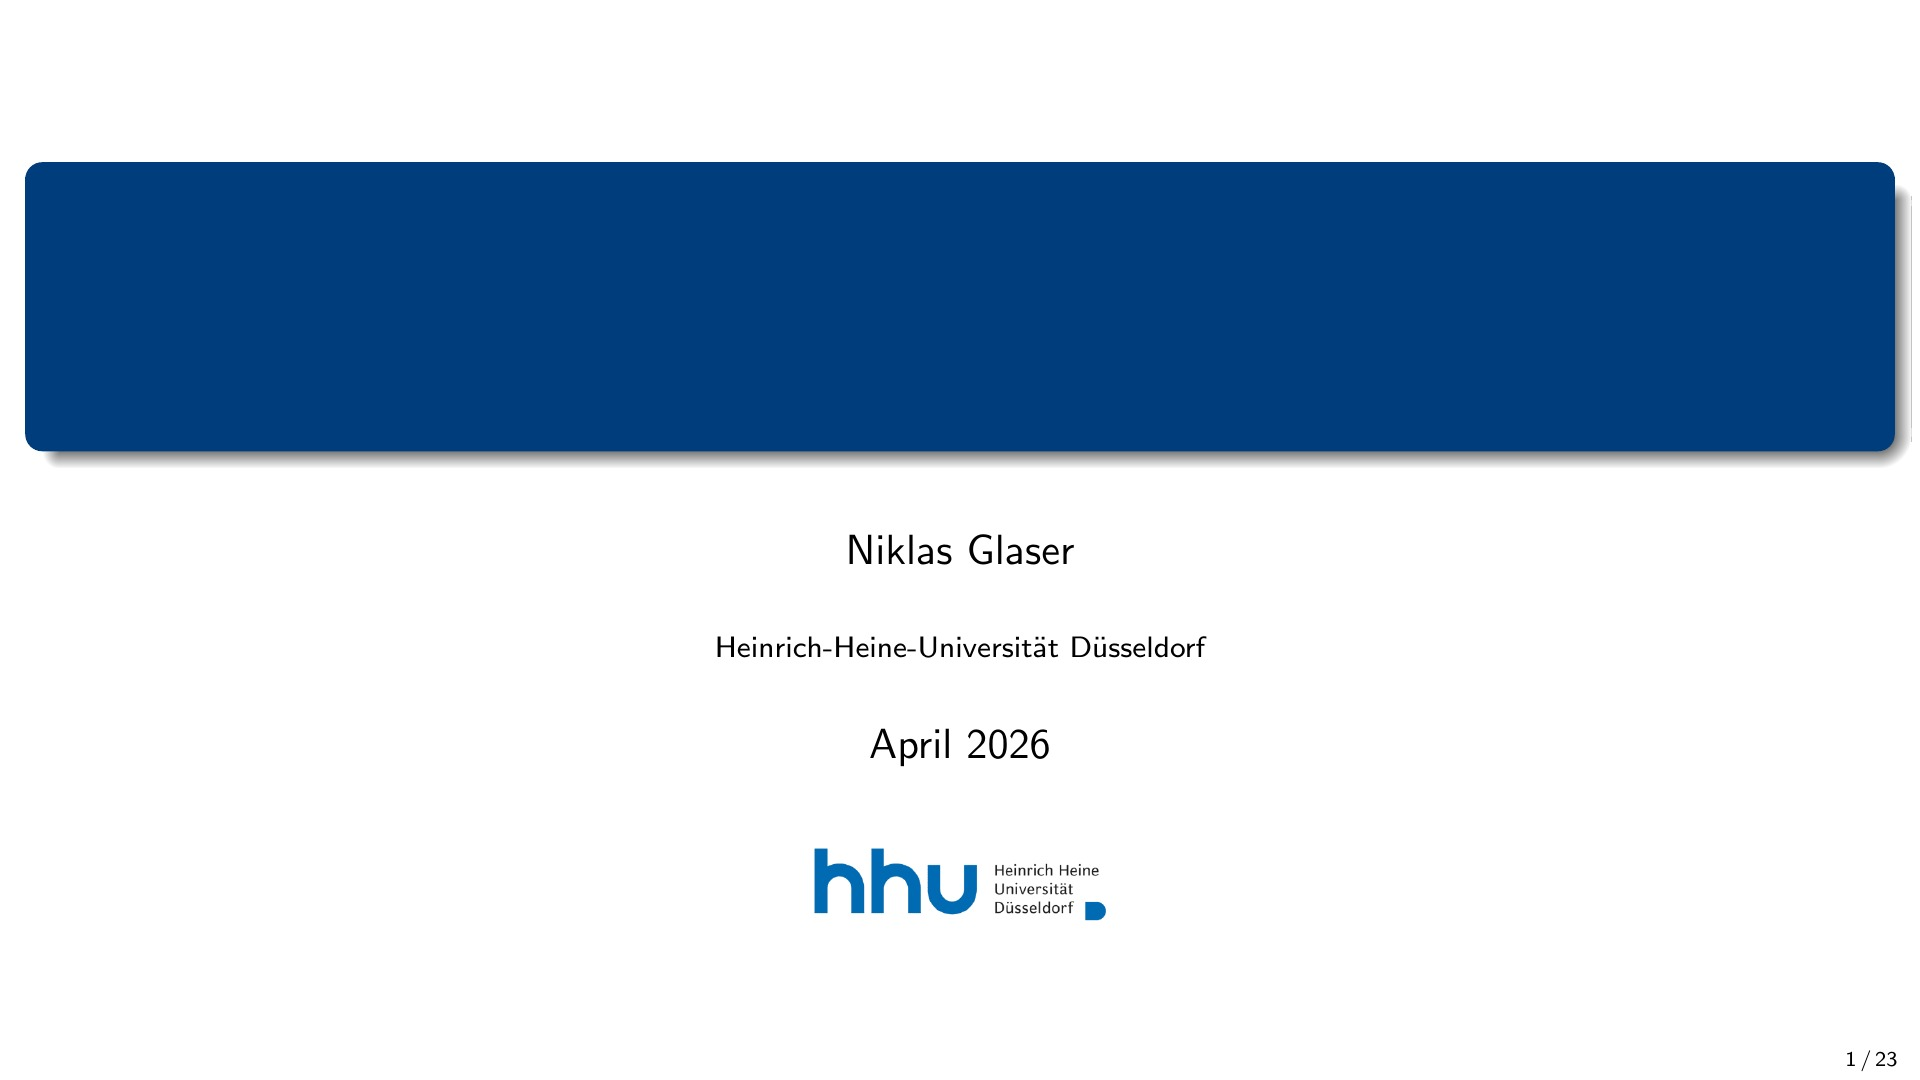 Niklas Glaser
Heinrich-Heine-Universität Düsseldorf
April 2026
hhu
Heinrich Heine
Universität
Düsseldorf
1 / 23